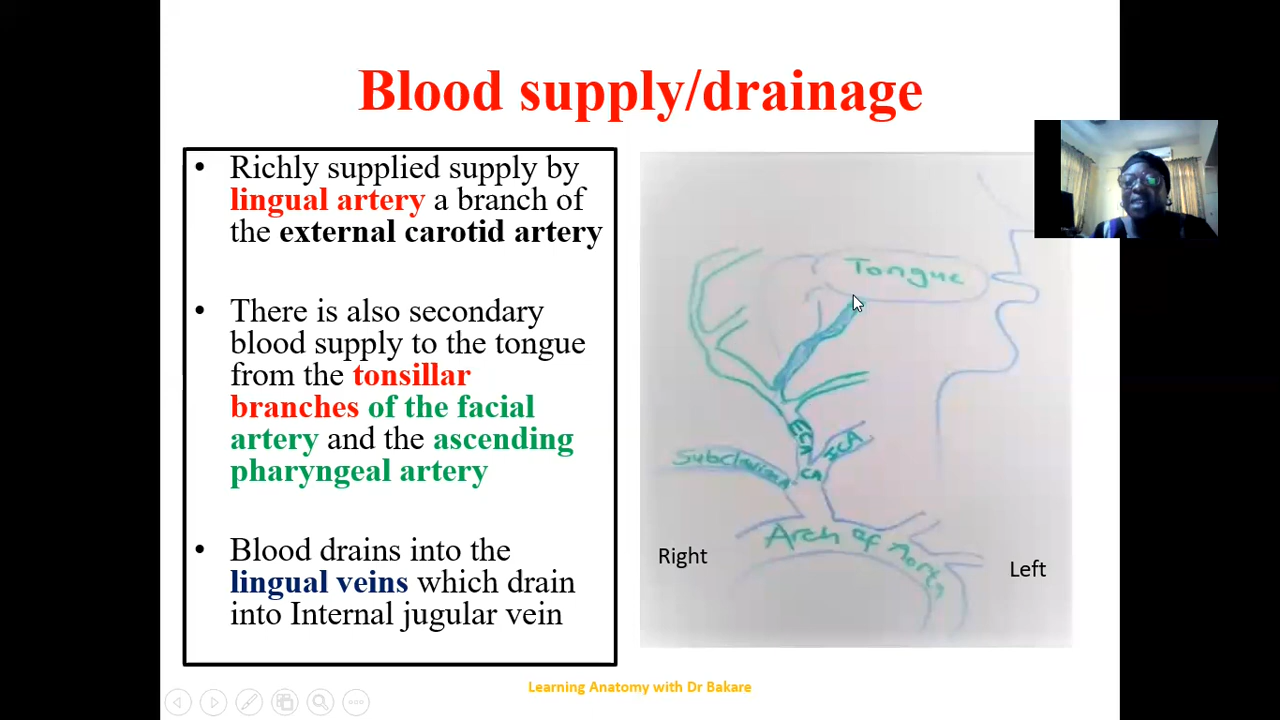 Blood supply/drainage
• Richly supplied supply by
lingual artery a branch of
the external carotid artery
• There is also secondary
blood supply to the tongue
from the tonsillar
branches of the facial
artery and the ascending
pharyngeal artery
• Blood drains into the
lingual veins which drain
into Internal jugular vein
Tongue
ECA
CA
Subclavian A
Arch of Aorta
Right
Left
Learning Anatomy with Dr Bakare